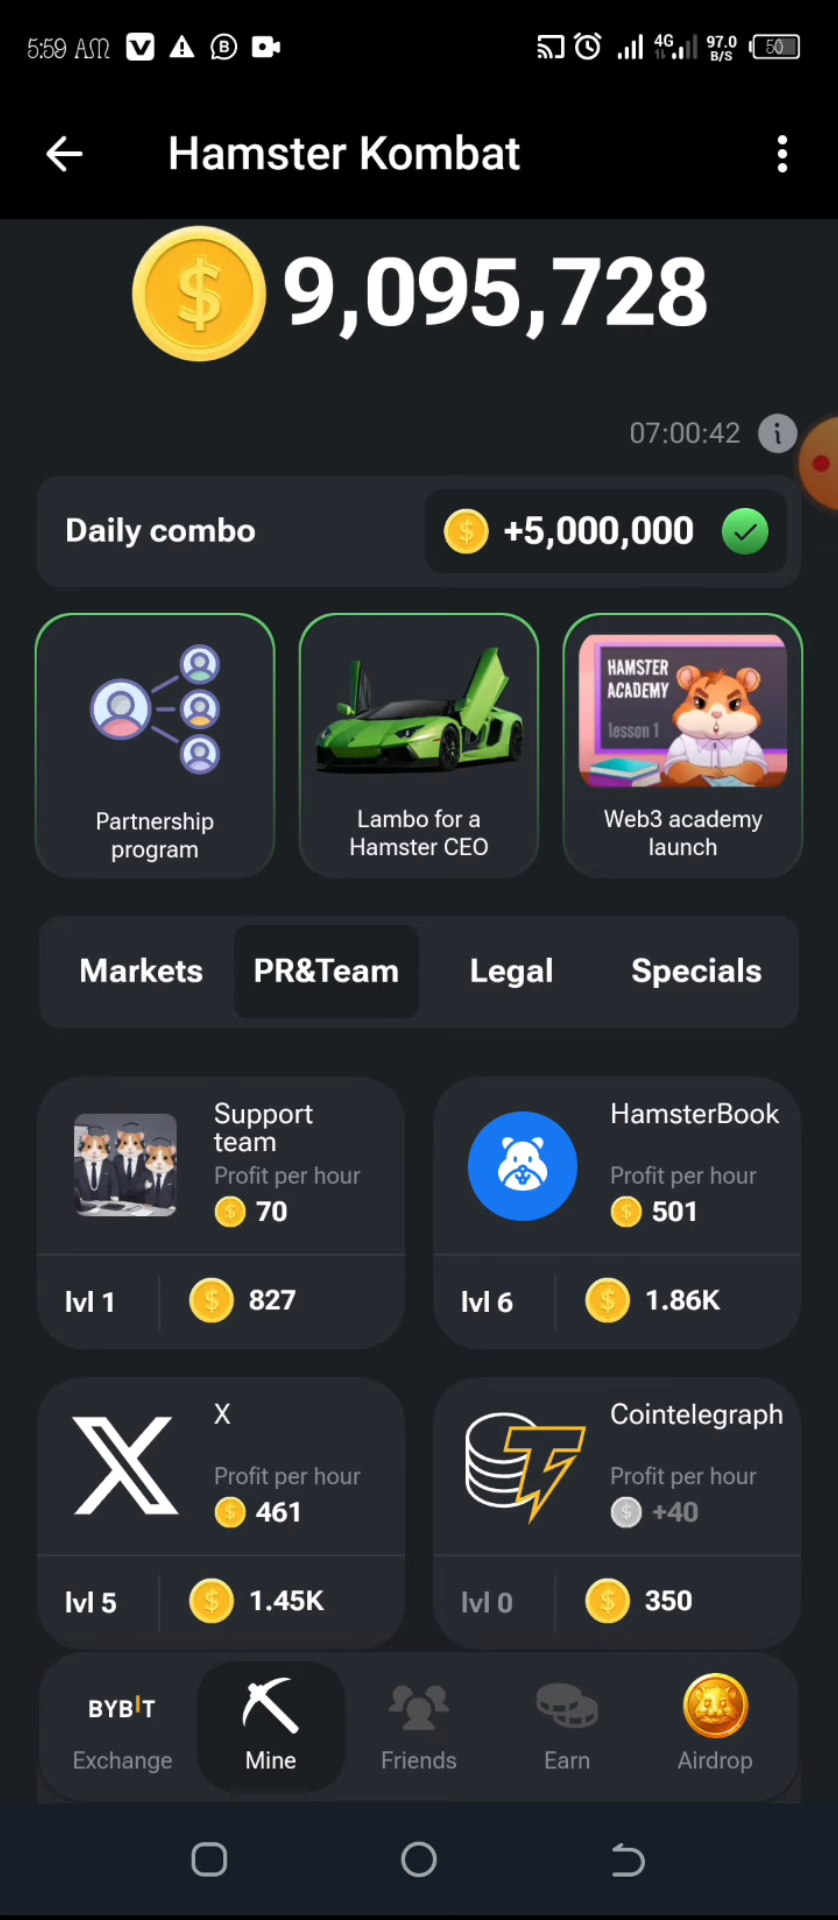 5:59 AM
4G
97.0
B/S
50
Hamster Kombat
9,095,728
07:00:42
Daily combo
+5,000,000
HAMSTER
ACADEMY
lesson 1
Partnership
program
Lambo for a
Hamster CEO
Web3 academy
launch
Markets
PR&Team
Legal
Specials
Support
team
Profit per hour
70
lvl 1
827
HamsterBook
Profit per hour
501
lvl 6
1.86K
X
Profit per hour
461
lvl 5
1.45K
Cointelegraph
Profit per hour
+40
lvl 0
350
BYBIT
Exchange
Mine
Friends
Earn
Airdrop